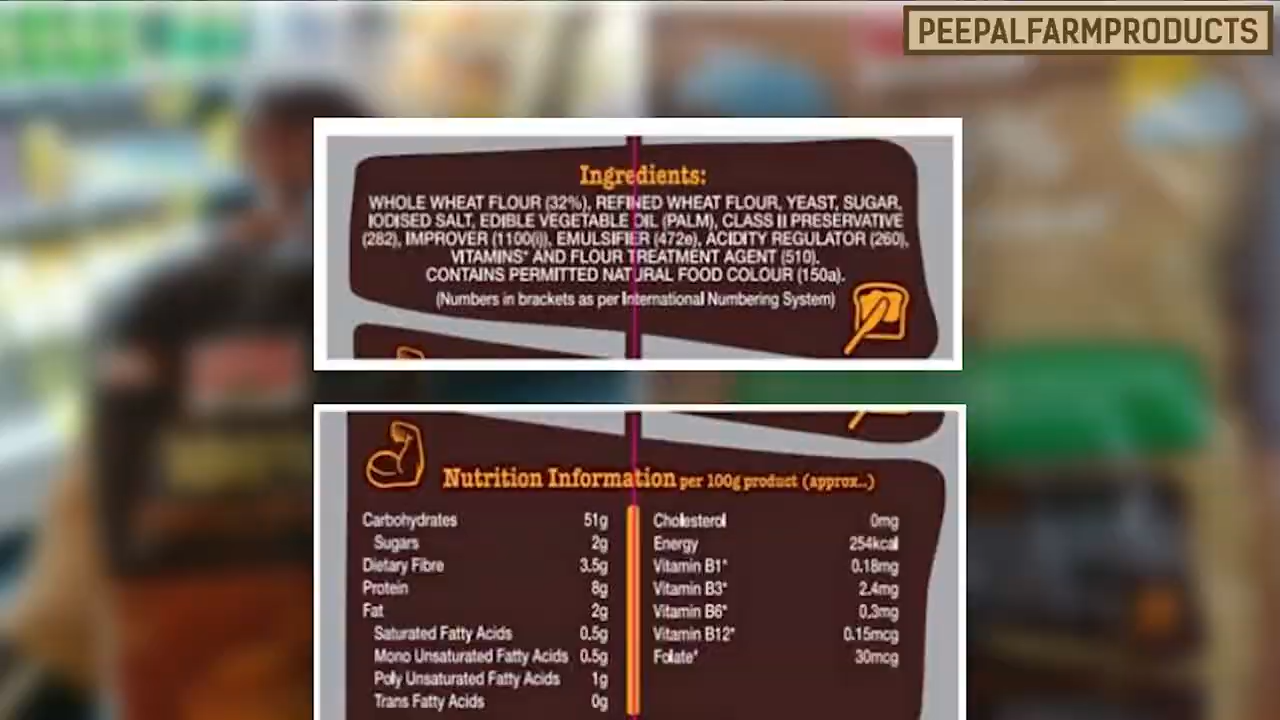 PEEPALFARMPRODUCTS
Ingredients:
WHOLE WHEAT FLOUR (32%), REFINED WHEAT FLOUR, YEAST, SUGAR,
IODISED SALT, EDIBLE VEGETABLE OIL (PALM), CLASS II PRESERVATIVE
(282), IMPROVER (1100(i)), EMULSIFIER (472e), ACIDITY REGULATOR (260),
VITAMINS* AND FLOUR TREATMENT AGENT (510).
CONTAINS PERMITTED NATURAL FOOD COLOUR (150a).
(Numbers in brackets as per International Numbering System)
Nutrition Information per 100g product (approx..)
Carbohydrates 51g
Sugars 2g
Dietary Fibre 3.5g
Protein 8g
Fat 2g
Saturated Fatty Acids 0.5g
Mono Unsaturated Fatty Acids 0.5g
Poly Unsaturated Fatty Acids 1g
Trans Fatty Acids 0g
Cholesterol 0mg
Energy 254kcal
Vitamin B1* 0.18mg
Vitamin B3* 2.4mg
Vitamin B6* 0.3mg
Vitamin B12* 0.15mcg
Folate* 30mcg